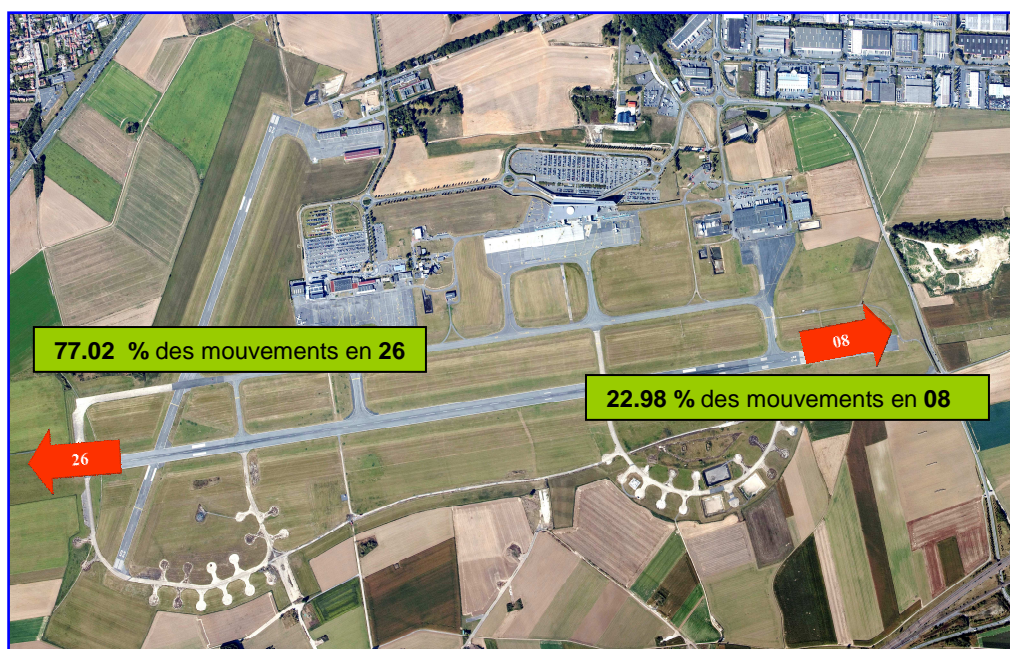 77.02 % des mouvements en 26
08
22.98 % des mouvements en 08
26